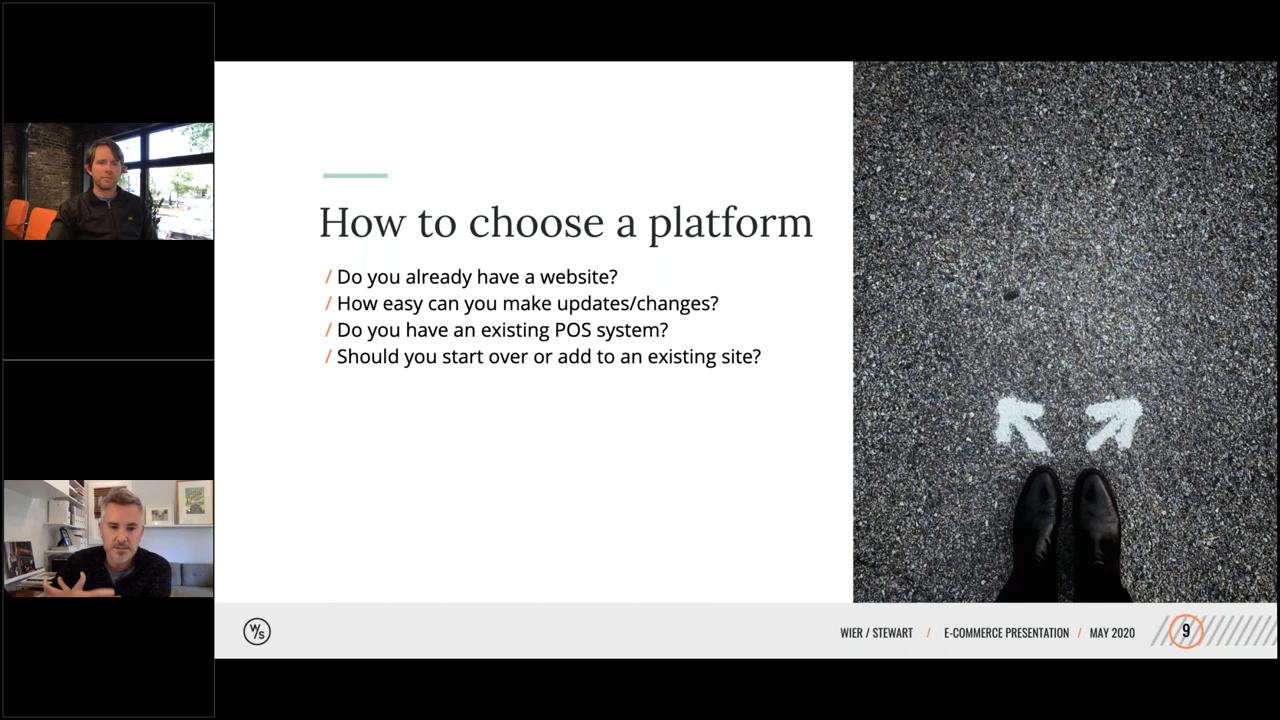 How to choose a platform
/ Do you already have a website?
/ How easy can you make updates/changes?
/ Do you have an existing POS system?
/ Should you start over or add to an existing site?
W/S
WIER / STEWART / E-COMMERCE PRESENTATION / MAY 2020 9